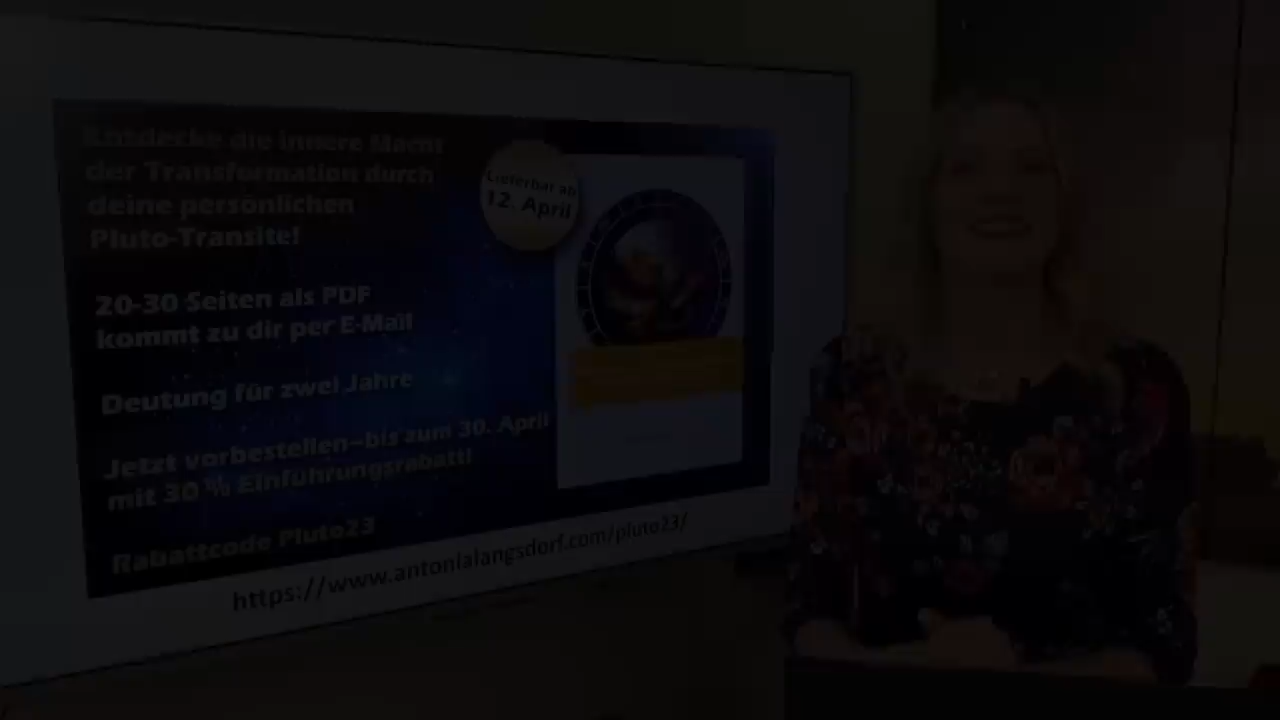 Entdecke die innere Macht
der Transformation durch
deine persönlichen
Pluto-Transite!
Lieferbar ab
12. April
20-30 Seiten als PDF
kommt zu dir per E-Mail
Deutung für zwei Jahre
Jetzt vorbestellen–bis zum 30. April
mit 30 % Einführungsrabatt!
Rabattcode Pluto23
https://www.antonialangsdorf.com/pluto23/